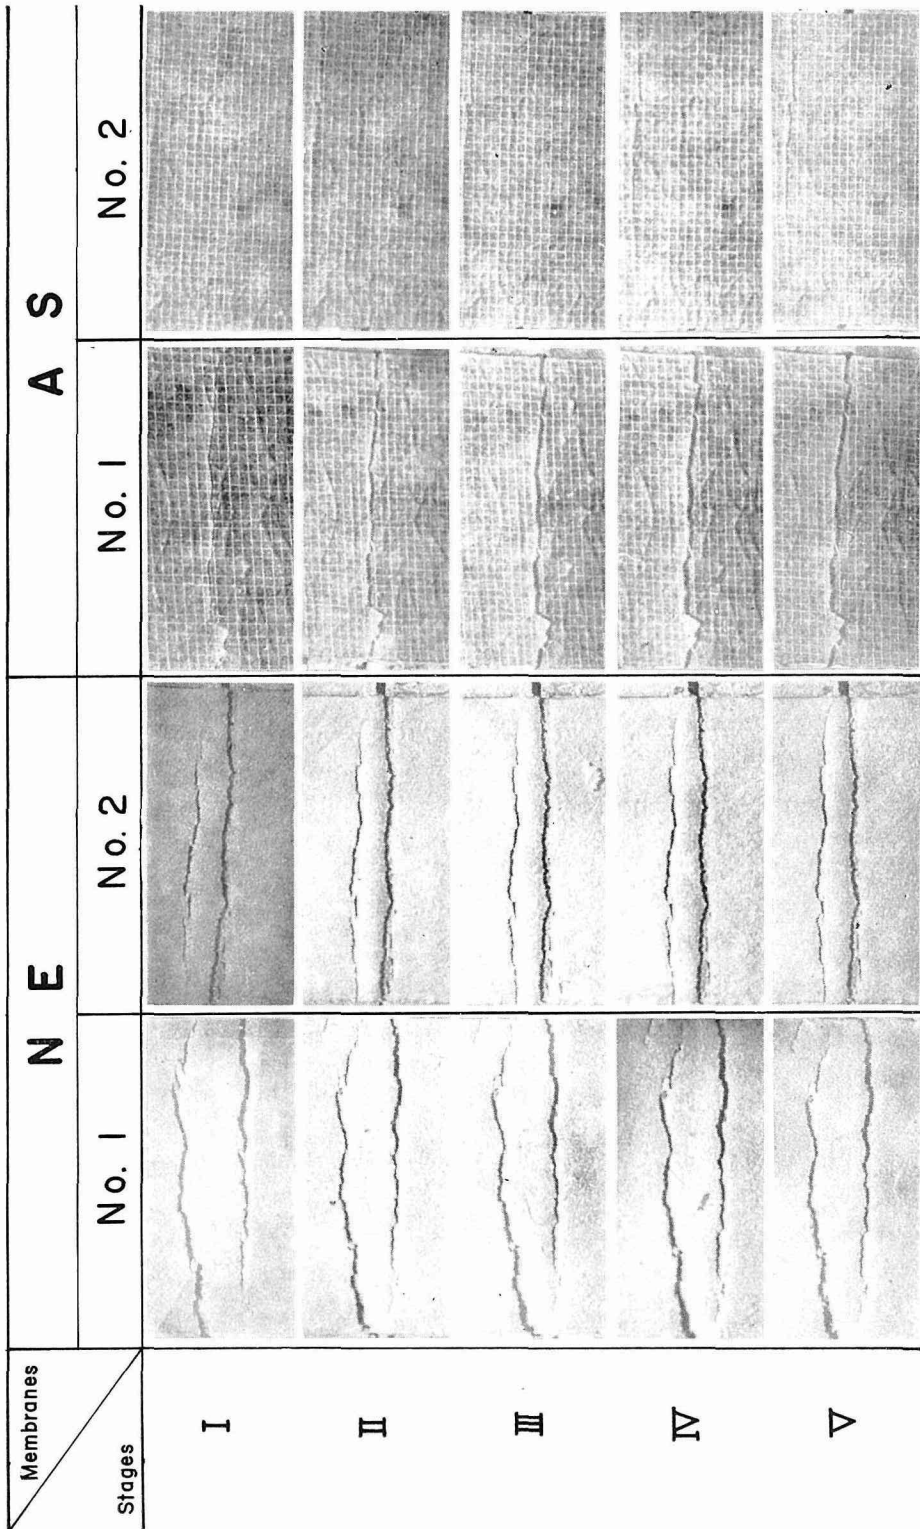 Membranes
N E
A S
Stages
No. 1
No. 2
No. 1
No. 2
I
II
III
IV
V